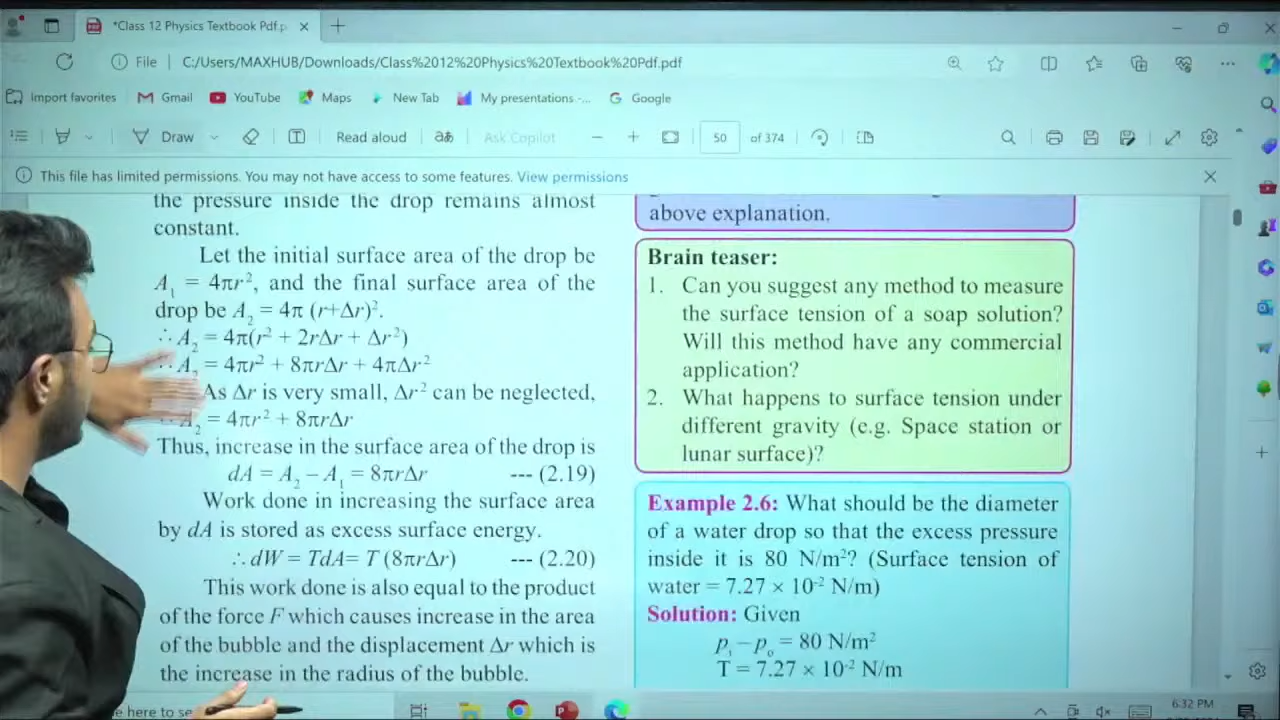 *Class 12 Physics Textbook Pdf.p
File
C:/Users/MAXHUB/Downloads/Class%2012%20Physics%20Textbook%20Pdf.pdf
Import favorites
Gmail
YouTube
Maps
New Tab
My presentations -...
Google
Draw
Read aloud
aあ
Ask Copilot
50
of 374
This file has limited permissions. You may not have access to some features. View permissions
the pressure inside the drop remains almost
constant.
Let the initial surface area of the drop be
A₁ = 4πr², and the final surface area of the
drop be A₂ = 4π (r+Δr)².
∴ A₂ = 4π(r² + 2rΔr + Δr²)
∴ A₂ = 4πr² + 8πrΔr + 4πΔr²
As Δr is very small, Δr² can be neglected,
∴ A₂ = 4πr² + 8πrΔr
Thus, increase in the surface area of the drop is
dA = A₂ – A₁ = 8πrΔr --- (2.19)
Work done in increasing the surface area
by dA is stored as excess surface energy.
∴ dW = TdA= T (8πrΔr) --- (2.20)
This work done is also equal to the product
of the force F which causes increase in the area
of the bubble and the displacement Δr which is
the increase in the radius of the bubble.
above explanation.
Brain teaser:
1. Can you suggest any method to measure
the surface tension of a soap solution?
Will this method have any commercial
application?
2. What happens to surface tension under
different gravity (e.g. Space station or
lunar surface)?
Example 2.6: What should be the diameter
of a water drop so that the excess pressure
inside it is 80 N/m²? (Surface tension of
water = 7.27 × 10⁻² N/m)
Solution: Given
pᵢ – pₒ = 80 N/m²
T = 7.27 × 10⁻² N/m
e here to se
6:32 PM